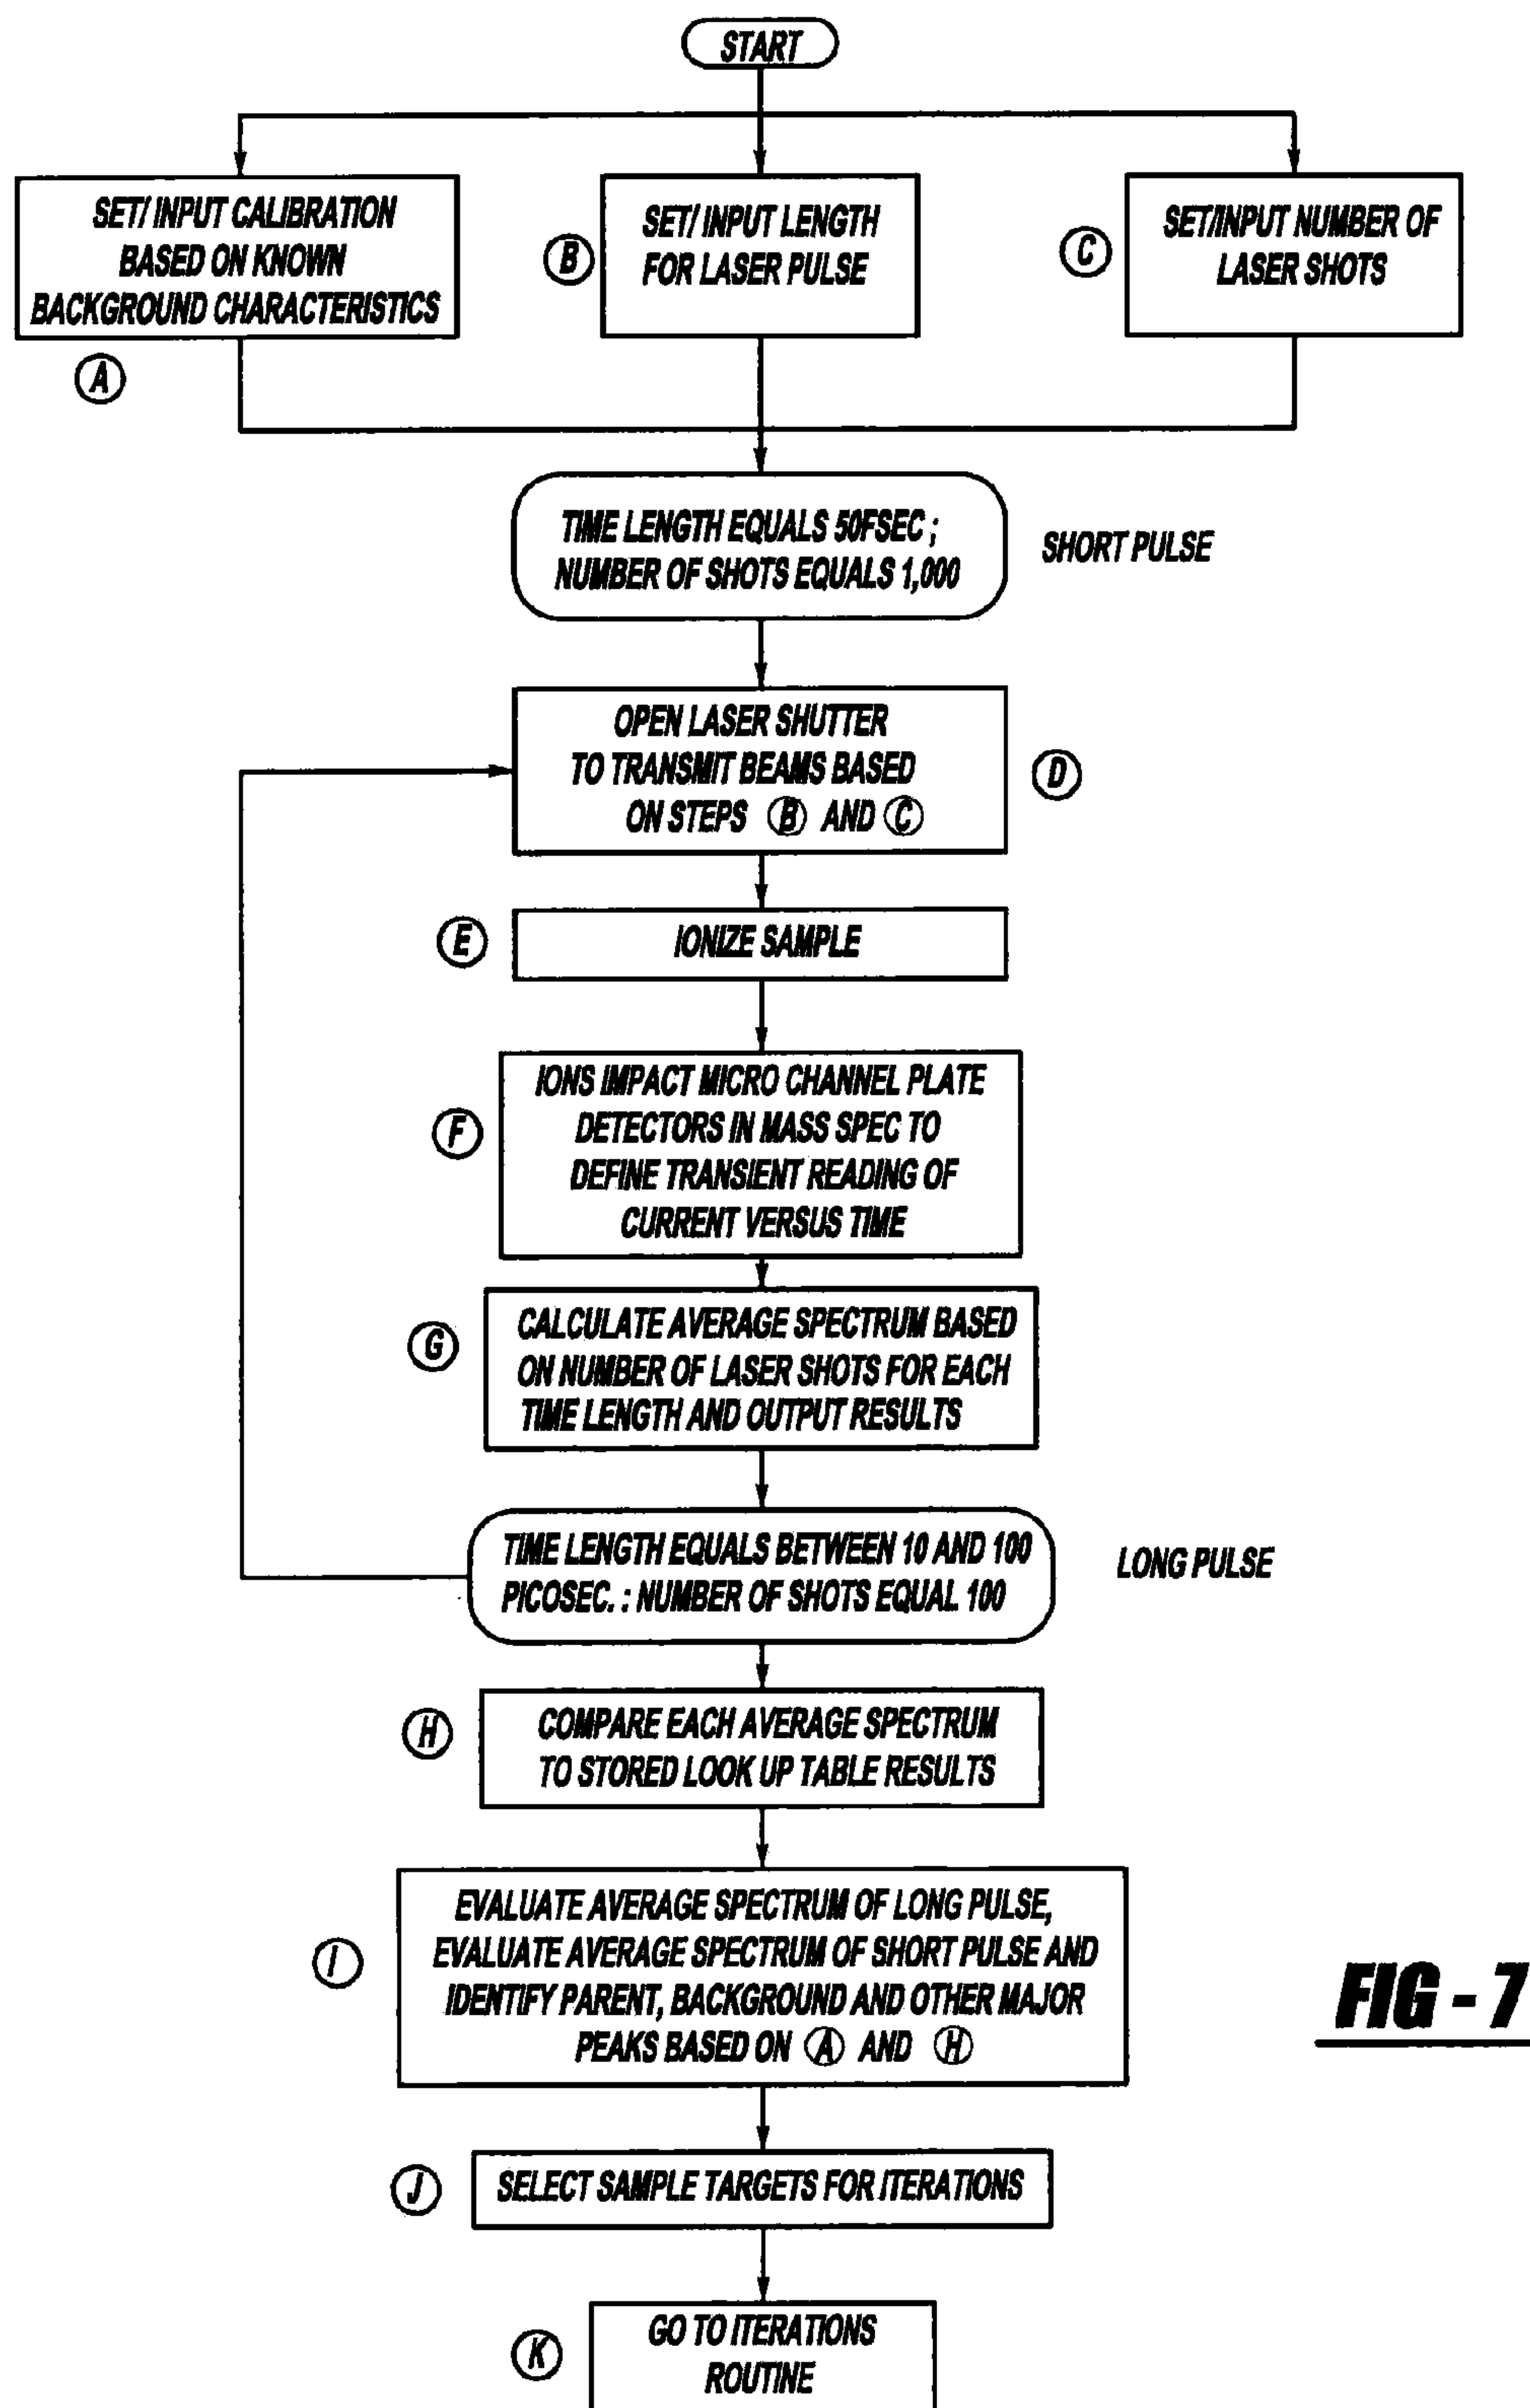 START
SET/ INPUT CALIBRATION
BASED ON KNOWN
BACKGROUND CHARACTERISTICS
A
B
SET/ INPUT LENGTH
FOR LASER PULSE
C
SET/INPUT NUMBER OF
LASER SHOTS
TIME LENGTH EQUALS 50FSEC ;
NUMBER OF SHOTS EQUALS 1,000
SHORT PULSE
OPEN LASER SHUTTER
TO TRANSMIT BEAMS BASED
ON STEPS B AND C
D
E
IONIZE SAMPLE
F
IONS IMPACT MICRO CHANNEL PLATE
DETECTORS IN MASS SPEC TO
DEFINE TRANSIENT READING OF
CURRENT VERSUS TIME
G
CALCULATE AVERAGE SPECTRUM BASED
ON NUMBER OF LASER SHOTS FOR EACH
TIME LENGTH AND OUTPUT RESULTS
TIME LENGTH EQUALS BETWEEN 10 AND 100
PICOSEC. : NUMBER OF SHOTS EQUAL 100
LONG PULSE
H
COMPARE EACH AVERAGE SPECTRUM
TO STORED LOOK UP TABLE RESULTS
I
EVALUATE AVERAGE SPECTRUM OF LONG PULSE,
EVALUATE AVERAGE SPECTRUM OF SHORT PULSE AND
IDENTIFY PARENT, BACKGROUND AND OTHER MAJOR
PEAKS BASED ON A AND H
FIG - 7
J
SELECT SAMPLE TARGETS FOR ITERATIONS
K
GO TO ITERATIONS
ROUTINE